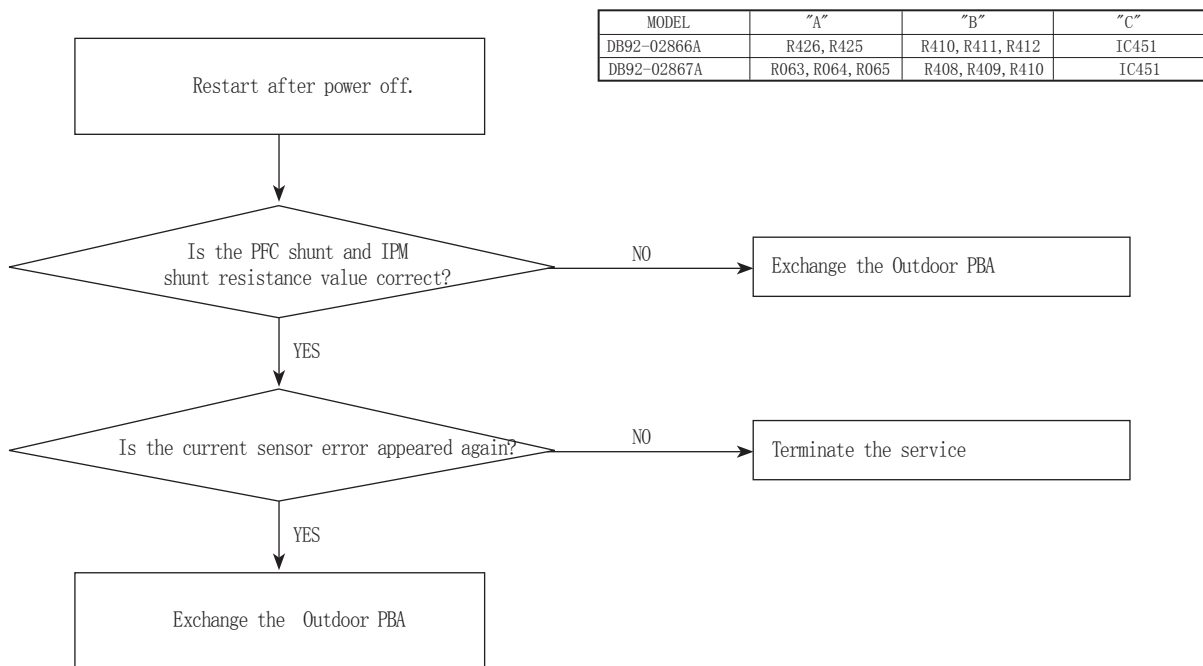 MODEL "A" "B" "C"
DB92-02866A R426, R425 R410, R411, R412 IC451
DB92-02867A R063, R064, R065 R408, R409, R410 IC451
Restart after power off.
Is the PFC shunt and IPM
shunt resistance value correct?
NO
Exchange the Outdoor PBA
YES
Is the current sensor error appeared again?
NO
Terminate the service
YES
Exchange the Outdoor PBA